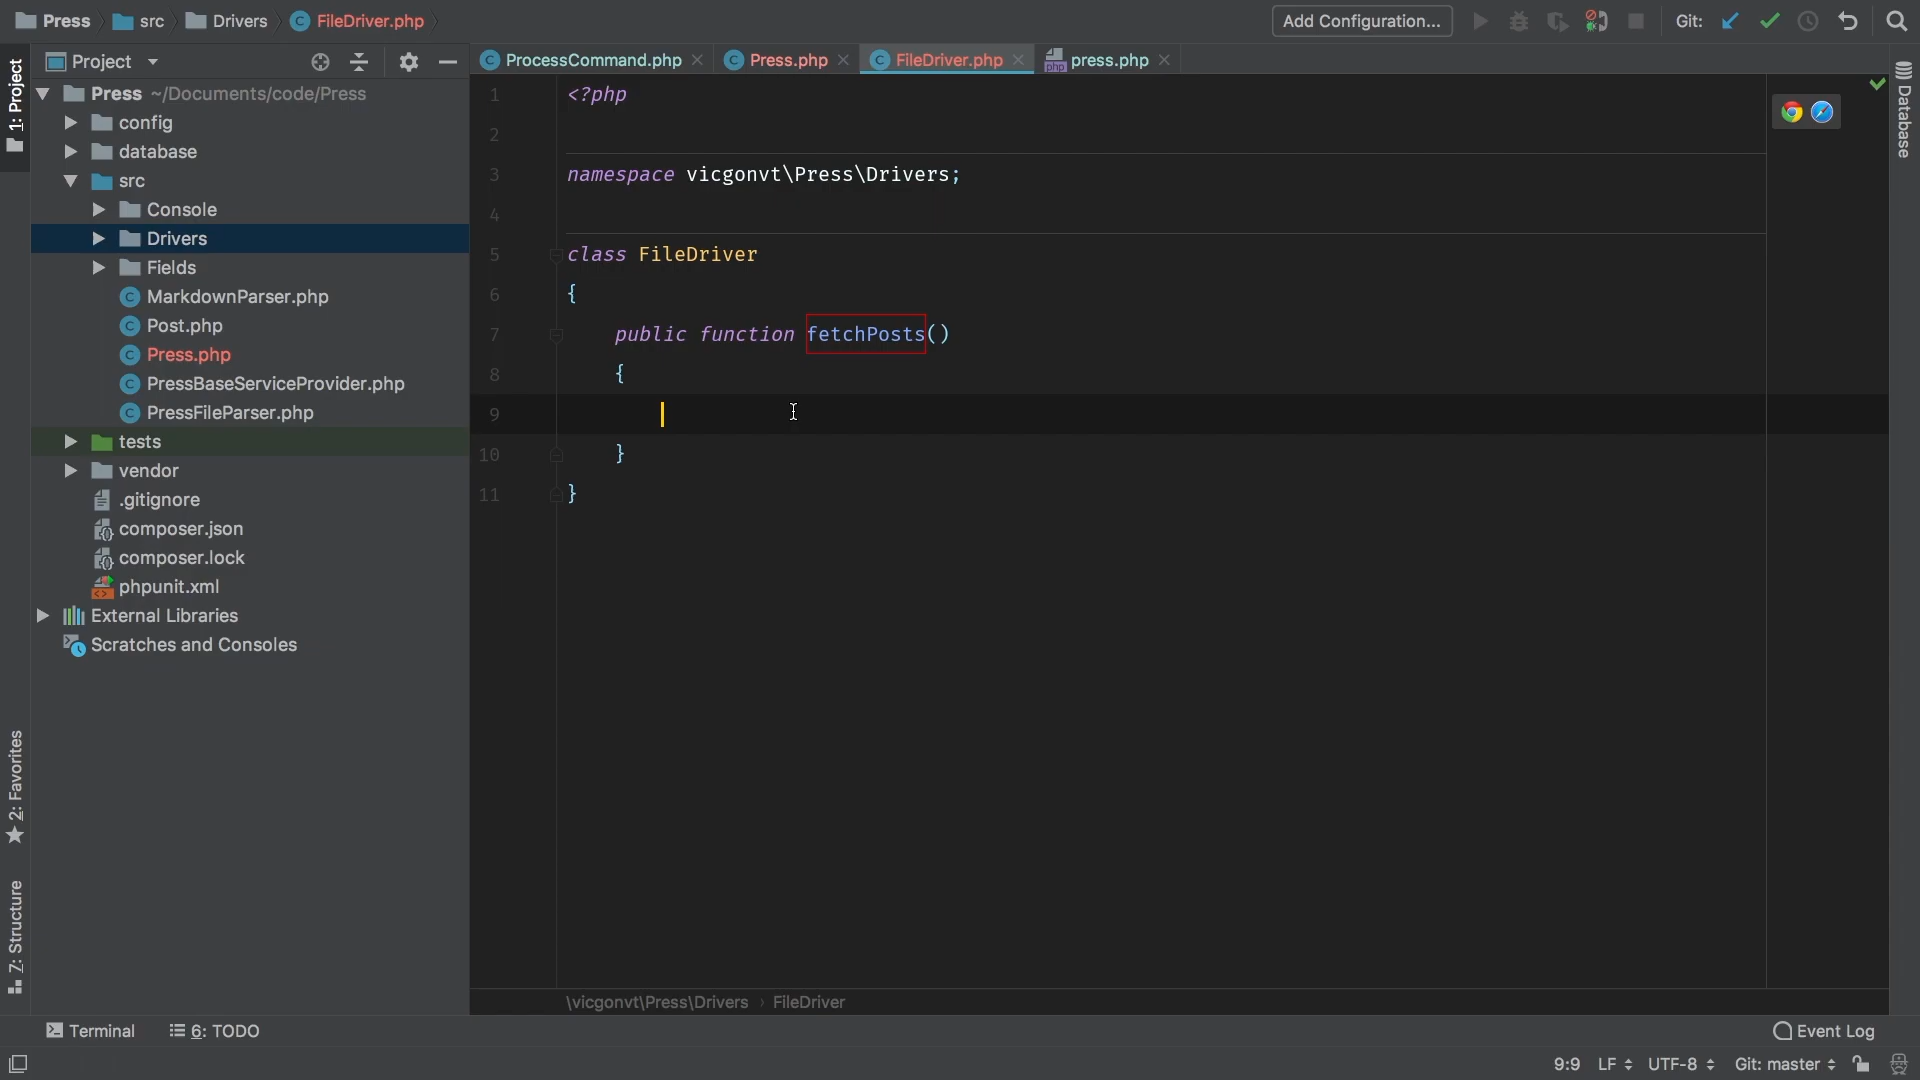 Press src Drivers FileDriver.php
Add Configuration... Git:
1: Project
Project
ProcessCommand.php Press.php FileDriver.php press.php
Database
Press ~/Documents/code/Press
config
database
src
Console
Drivers
Fields
MarkdownParser.php
Post.php
Press.php
PressBaseServiceProvider.php
PressFileParser.php
tests
vendor
.gitignore
composer.json
composer.lock
phpunit.xml
External Libraries
Scratches and Consoles
2: Favorites
Z: Structure
1 <?php
2
3 namespace vicgonvt\Press\Drivers;
4
5 class FileDriver
6 {
7 public function fetchPosts()
8 {
9
10 }
11 }
\vicgonvt\Press\Drivers › FileDriver
Terminal 6: TODO Event Log
9:9 LF UTF-8 Git: master